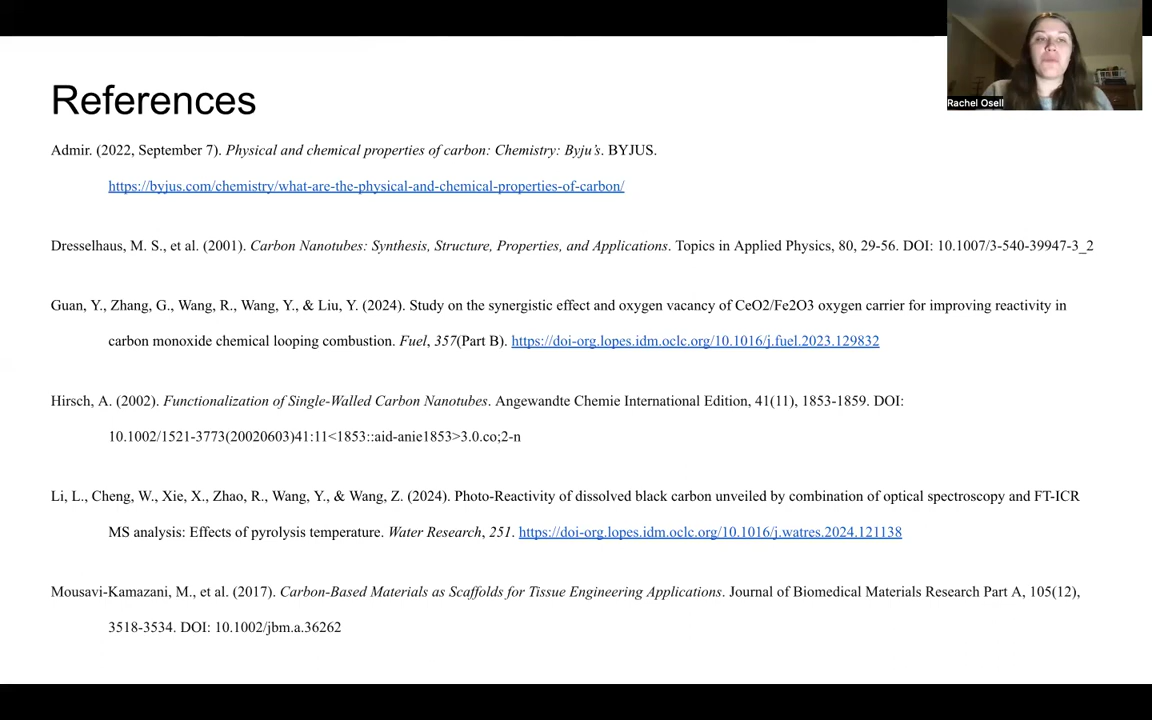 Rachel Osell
References
Admir. (2022, September 7). Physical and chemical properties of carbon: Chemistry: Byju’s. BYJUS.
https://byjus.com/chemistry/what-are-the-physical-and-chemical-properties-of-carbon/
Dresselhaus, M. S., et al. (2001). Carbon Nanotubes: Synthesis, Structure, Properties, and Applications. Topics in Applied Physics, 80, 29-56. DOI: 10.1007/3-540-39947-3_2
Guan, Y., Zhang, G., Wang, R., Wang, Y., & Liu, Y. (2024). Study on the synergistic effect and oxygen vacancy of CeO2/Fe2O3 oxygen carrier for improving reactivity in
carbon monoxide chemical looping combustion. Fuel, 357(Part B). https://doi-org.lopes.idm.oclc.org/10.1016/j.fuel.2023.129832
Hirsch, A. (2002). Functionalization of Single-Walled Carbon Nanotubes. Angewandte Chemie International Edition, 41(11), 1853-1859. DOI:
10.1002/1521-3773(20020603)41:11<1853::aid-anie1853>3.0.co;2-n
Li, L., Cheng, W., Xie, X., Zhao, R., Wang, Y., & Wang, Z. (2024). Photo-Reactivity of dissolved black carbon unveiled by combination of optical spectroscopy and FT-ICR
MS analysis: Effects of pyrolysis temperature. Water Research, 251. https://doi-org.lopes.idm.oclc.org/10.1016/j.watres.2024.121138
Mousavi-Kamazani, M., et al. (2017). Carbon-Based Materials as Scaffolds for Tissue Engineering Applications. Journal of Biomedical Materials Research Part A, 105(12),
3518-3534. DOI: 10.1002/jbm.a.36262